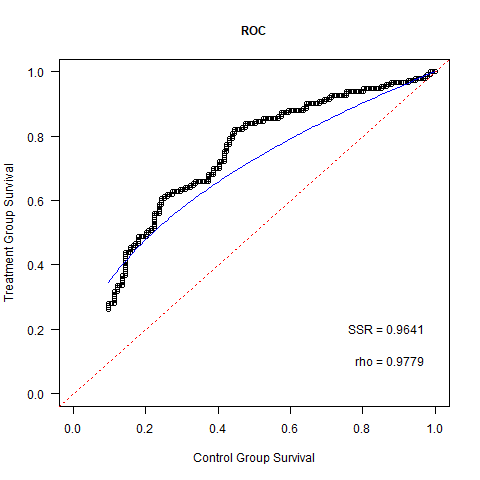 ROC
1.0
0.8
0.6
0.4
0.2
0.0
Treatment Group Survival
SSR = 0.9641
rho = 0.9779
0.0 0.2 0.4 0.6 0.8 1.0
Control Group Survival